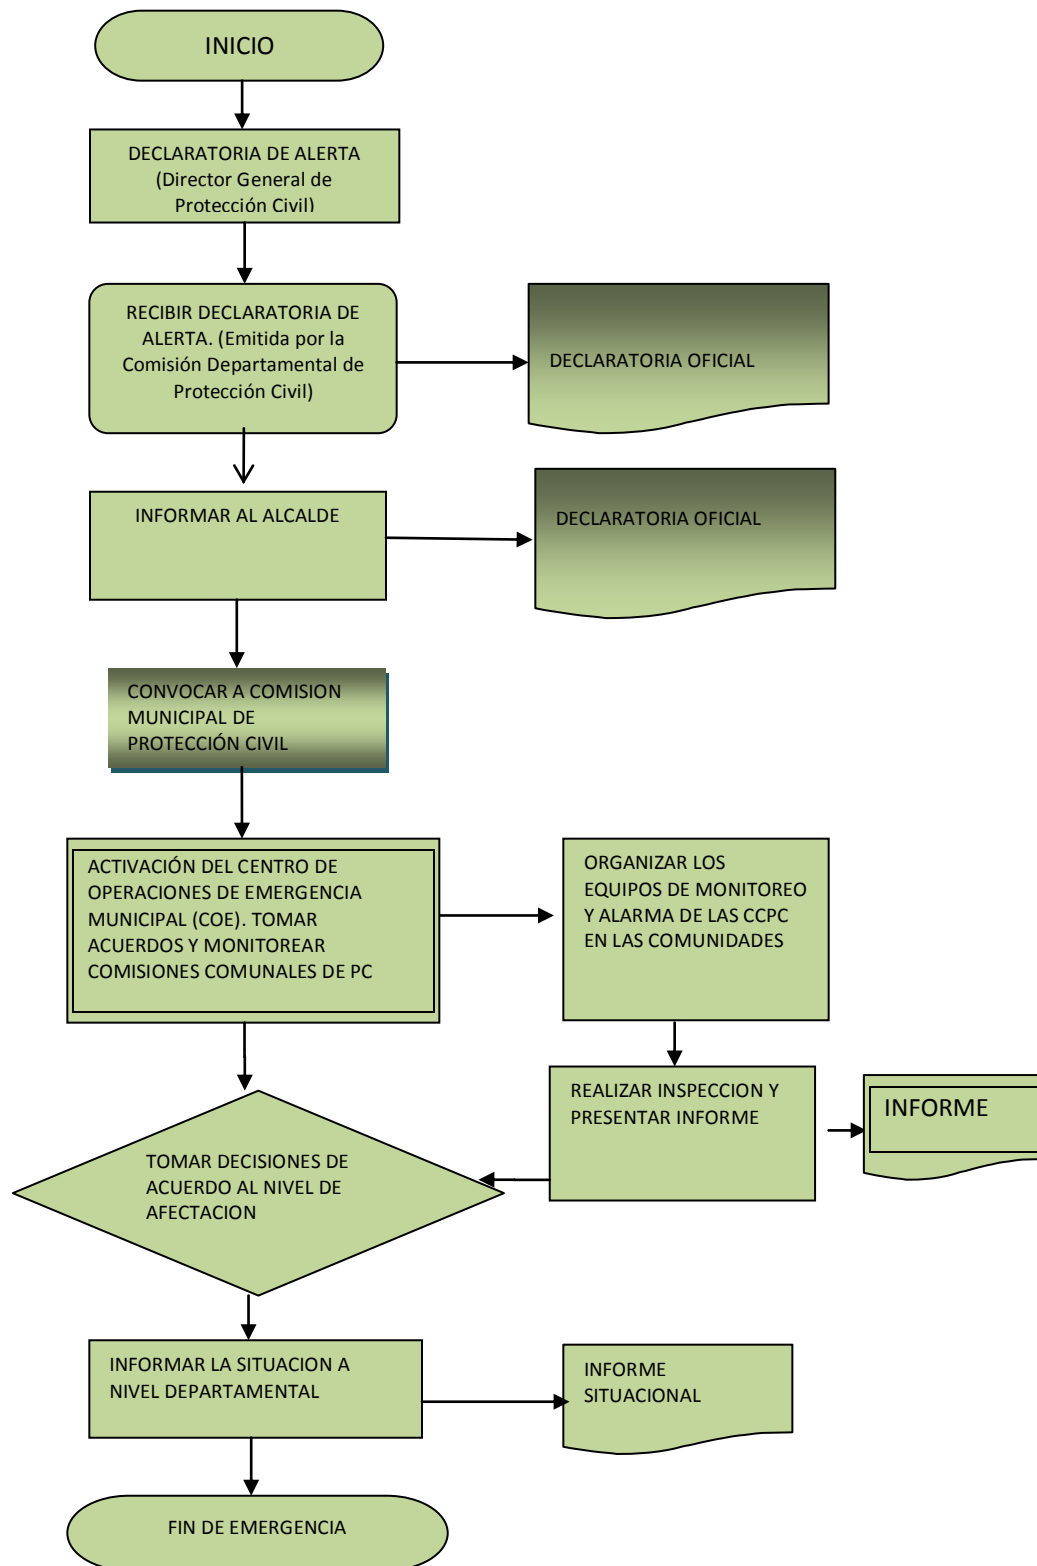 INICIO
DECLARATORIA DE ALERTA
(Director General de
Protección Civil)
RECIBIR DECLARATORIA DE
ALERTA. (Emitida por la
Comisión Departamental de
Protección Civil)
DECLARATORIA OFICIAL
INFORMAR AL ALCALDE
DECLARATORIA OFICIAL
CONVOCAR A COMISION
MUNICIPAL DE
PROTECCIÓN CIVIL
ACTIVACIÓN DEL CENTRO DE
OPERACIONES DE EMERGENCIA
MUNICIPAL (COE). TOMAR
ACUERDOS Y MONITOREAR
COMISIONES COMUNALES DE PC
ORGANIZAR LOS
EQUIPOS DE MONITOREO
Y ALARMA DE LAS CCPC
EN LAS COMUNIDADES
REALIZAR INSPECCION Y
PRESENTAR INFORME
INFORME
TOMAR DECISIONES DE
ACUERDO AL NIVEL DE
AFECTACION
INFORMAR LA SITUACION A
NIVEL DEPARTAMENTAL
INFORME
SITUACIONAL
FIN DE EMERGENCIA